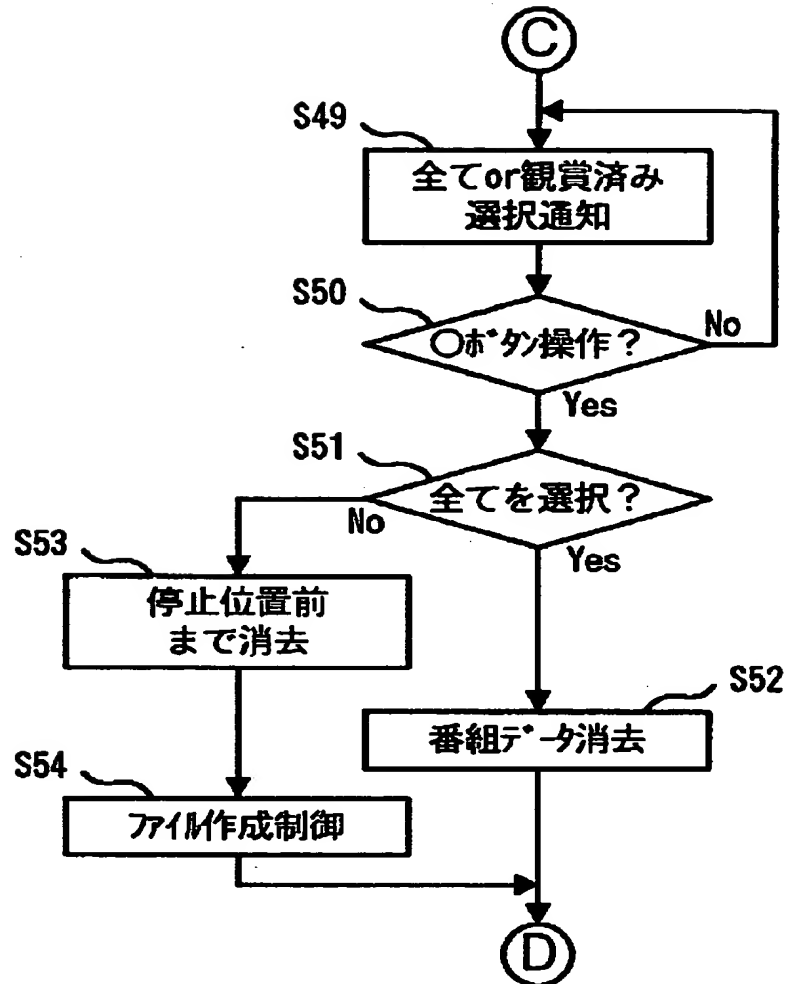 C
S49
全てor観賞済み
選択通知
S50
○ボタン操作？
No
Yes
S51
全てを選択？
No
Yes
S53
停止位置前
まで消去
S52
番組データ消去
S54
ファイル作成制御
D